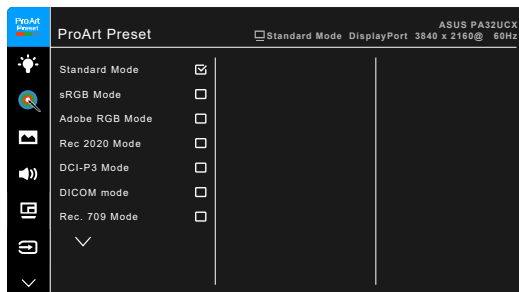 ProArt
Preset
ProArt Preset
ASUS PA32UCX
Standard Mode DisplayPort 3840 x 2160@ 60Hz
Standard Mode
sRGB Mode
Adobe RGB Mode
Rec 2020 Mode
DCI-P3 Mode
DICOM mode
Rec. 709 Mode